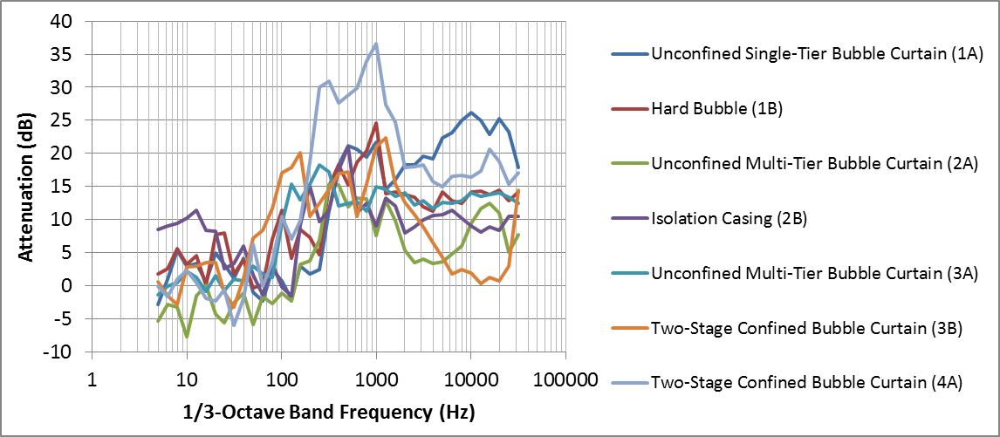 40
35
30
25
20
15
10
5
0
-5
-10
Attenuation (dB)
1 10 100 1000 10000 100000
1/3-Octave Band Frequency (Hz)
Unconfined Single-Tier Bubble Curtain (1A)
Hard Bubble (1B)
Unconfined Multi-Tier Bubble Curtain (2A)
Isolation Casing (2B)
Unconfined Multi-Tier Bubble Curtain (3A)
Two-Stage Confined Bubble Curtain (3B)
Two-Stage Confined Bubble Curtain (4A)